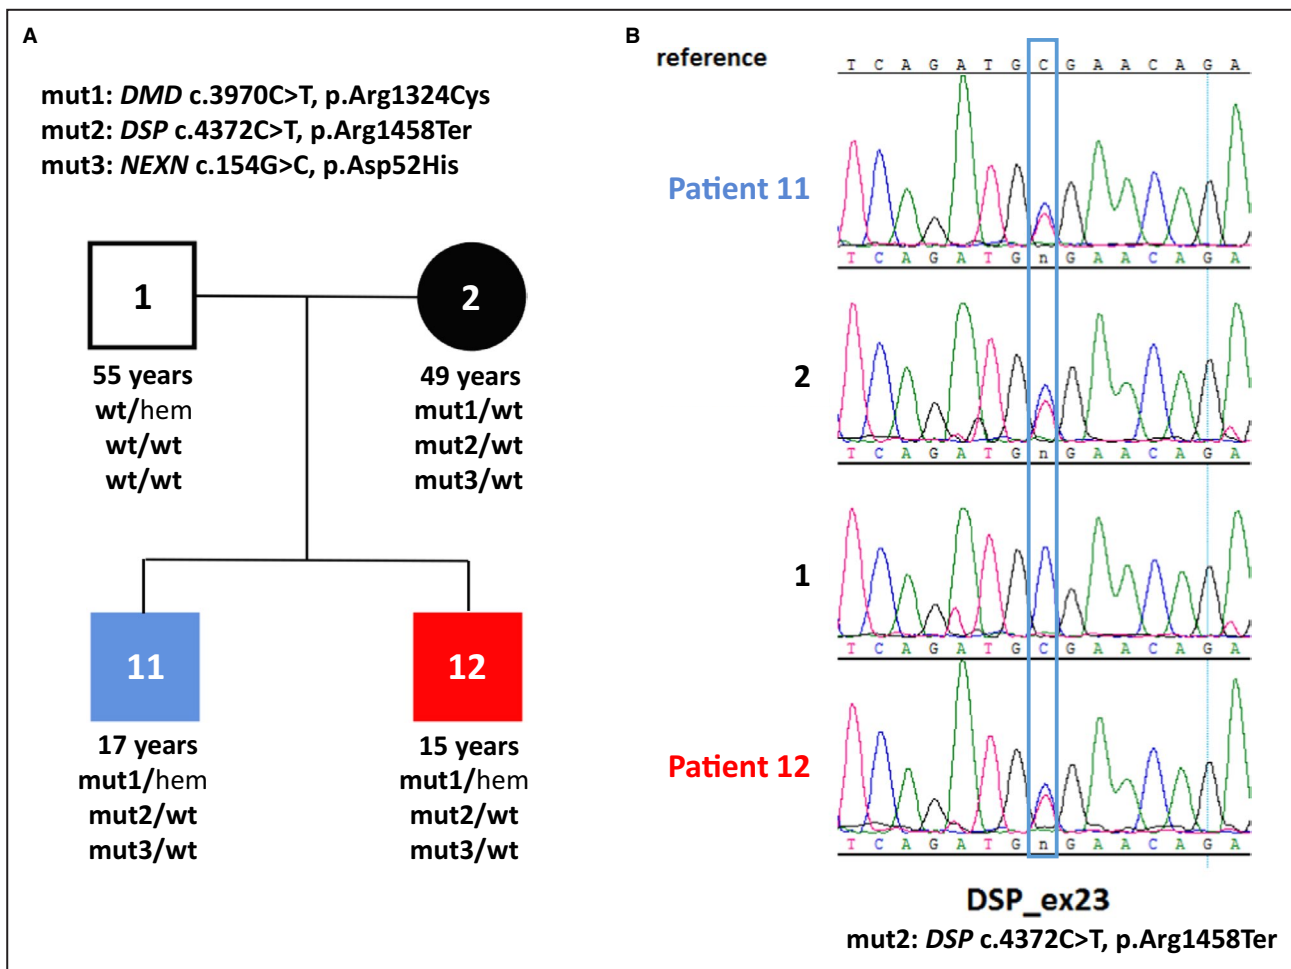 A
mut1: DMD c.3970C>T, p.Arg1324Cys
mut2: DSP c.4372C>T, p.Arg1458Ter
mut3: NEXN c.154G>C, p.Asp52His
1
2
55 years
wt/hem
wt/wt
wt/wt
49 years
mut1/wt
mut2/wt
mut3/wt
11
12
17 years
mut1/hem
mut2/wt
mut3/wt
15 years
mut1/hem
mut2/wt
mut3/wt
B
reference
T C A G A T G C G A A C A G A
Patient 11
T C A G A T G n G A A C A G A
2
T C A G A T G n G A A C A G A
1
T C A G A T G C G A A C A G A
Patient 12
T C A G A T G n G A A C A G A
DSP_ex23
mut2: DSP c.4372C>T, p.Arg1458Ter